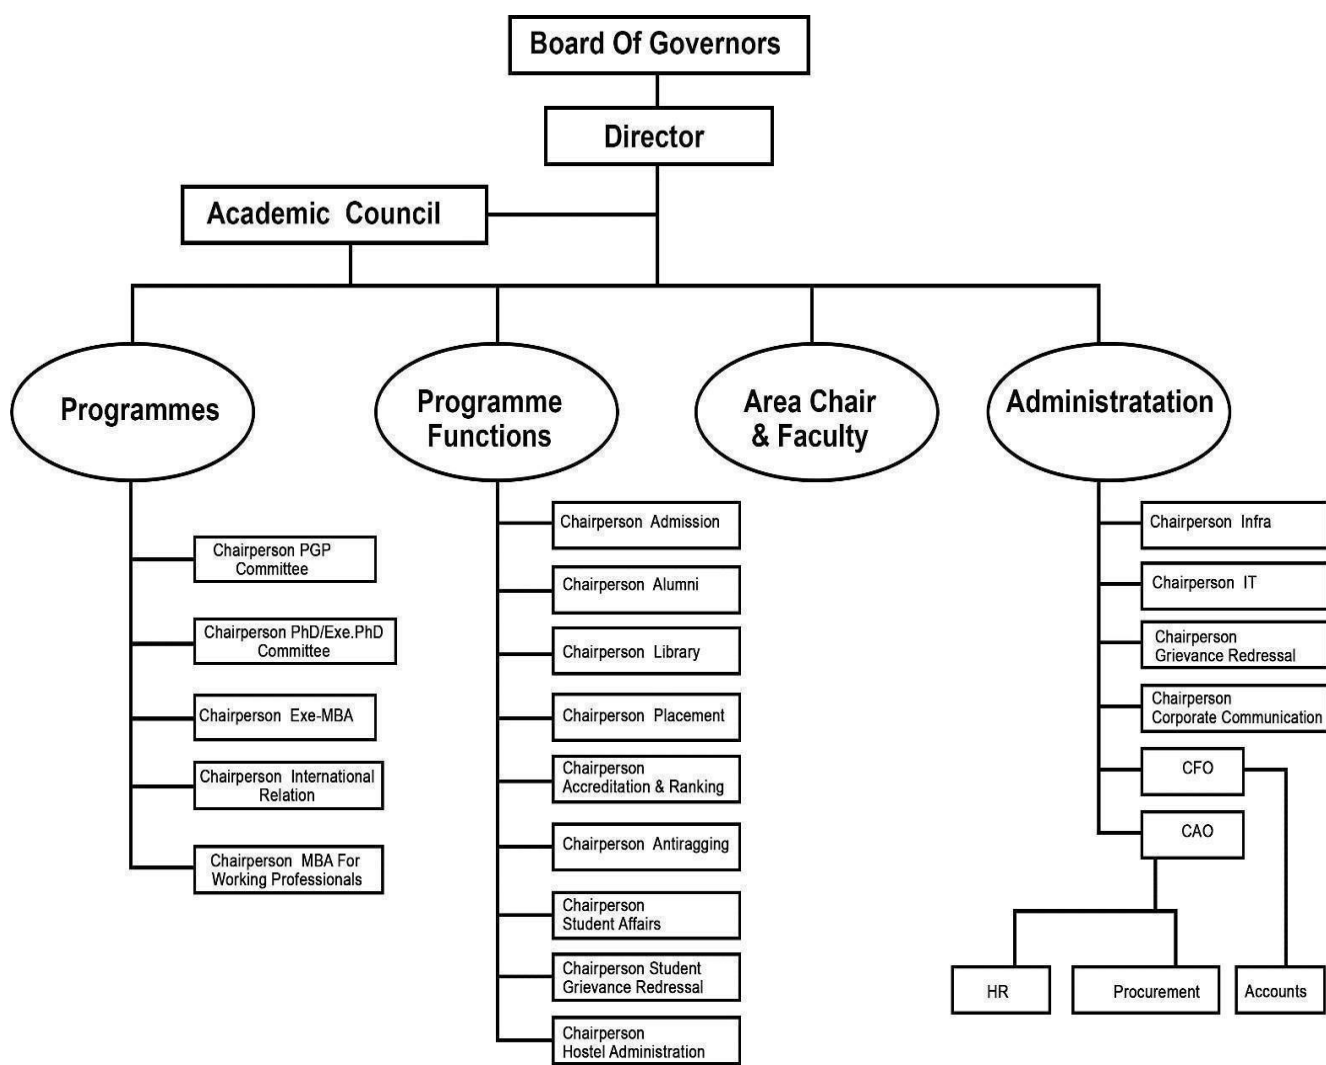 Board Of Governors
Director
Academic Council
Programmes
Programme
Functions
Area Chair
& Faculty
Administratation
Chairperson PGP
Committee
Chairperson PhD/Exe.PhD
Committee
Chairperson Exe-MBA
Chairperson International
Relation
Chairperson MBA For
Working Professionals
Chairperson Admission
Chairperson Alumni
Chairperson Library
Chairperson Placement
Chairperson
Accreditation & Ranking
Chairperson Antiragging
Chairperson
Student Affairs
Chairperson Student
Grievance Redressal
Chairperson
Hostel Administration
Chairperson Infra
Chairperson IT
Chairperson
Grievance Redressal
Chairperson
Corporate Communication
CFO
CAO
HR
Procurement
Accounts